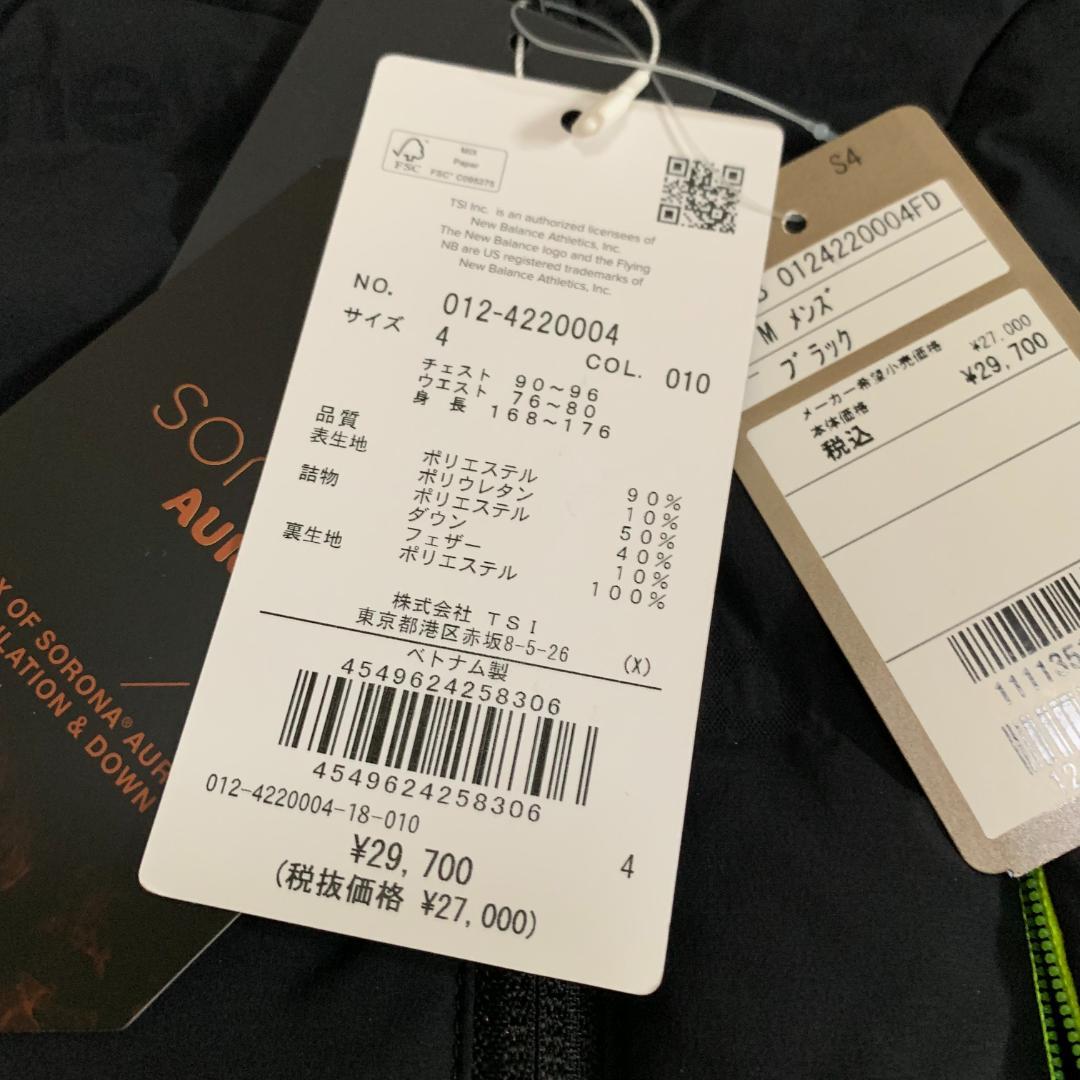 MIX
Paper
FSC® C095275
FSC
TSI Inc. is an authorized licensees of
New Balance Athletics, Inc.
The New Balance logo and the Flying
NB are US registered trademarks of
New Balance Athletics, Inc.
NO. 012-4220004
サイズ 4 COL. 010
チェスト 90～96
ウエスト 76～80
身長 168～176
品質
表生地 ポリエステル 90%
ポリウレタン 10%
詰物 ポリエステル 50%
ダウン 40%
フェザー 10%
裏生地 ポリエステル 100%
株式会社 TSI
東京都港区赤坂8-5-26
ベトナム製 (X)
4549624258306
4549624258306
012-4220004-18-010
¥29,700 4
(税抜価格 ¥27,000)
S4
0124220004FD
M メンズ
ブラック
メーカー希望小売価格
本体価格 ¥27,000
税込 ¥29,700
OF SORONA®
& DOWN